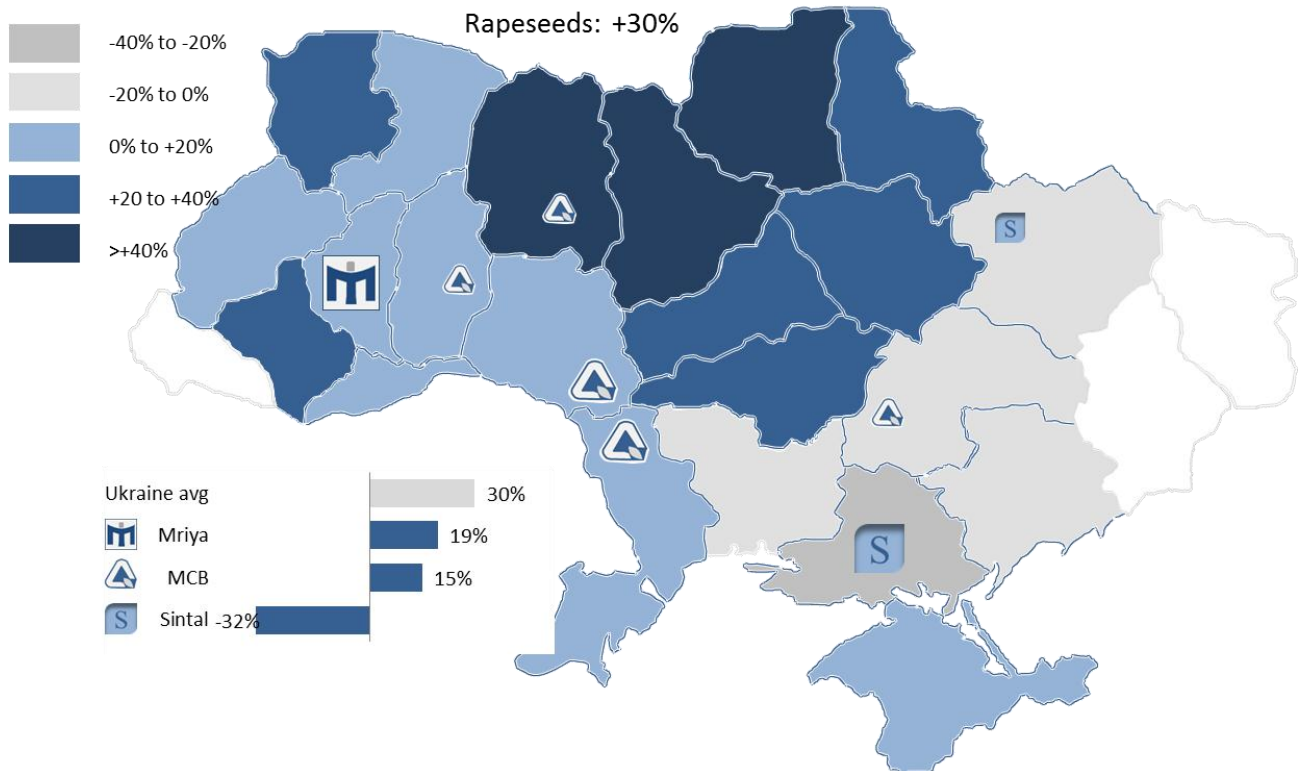 Rapeseeds: +30%
-40% to -20%
-20% to 0%
0% to +20%
+20 to +40%
>+40%
S
Ukraine avg 30%
Mriya 19%
MCB 15%
S Sintal -32%
S